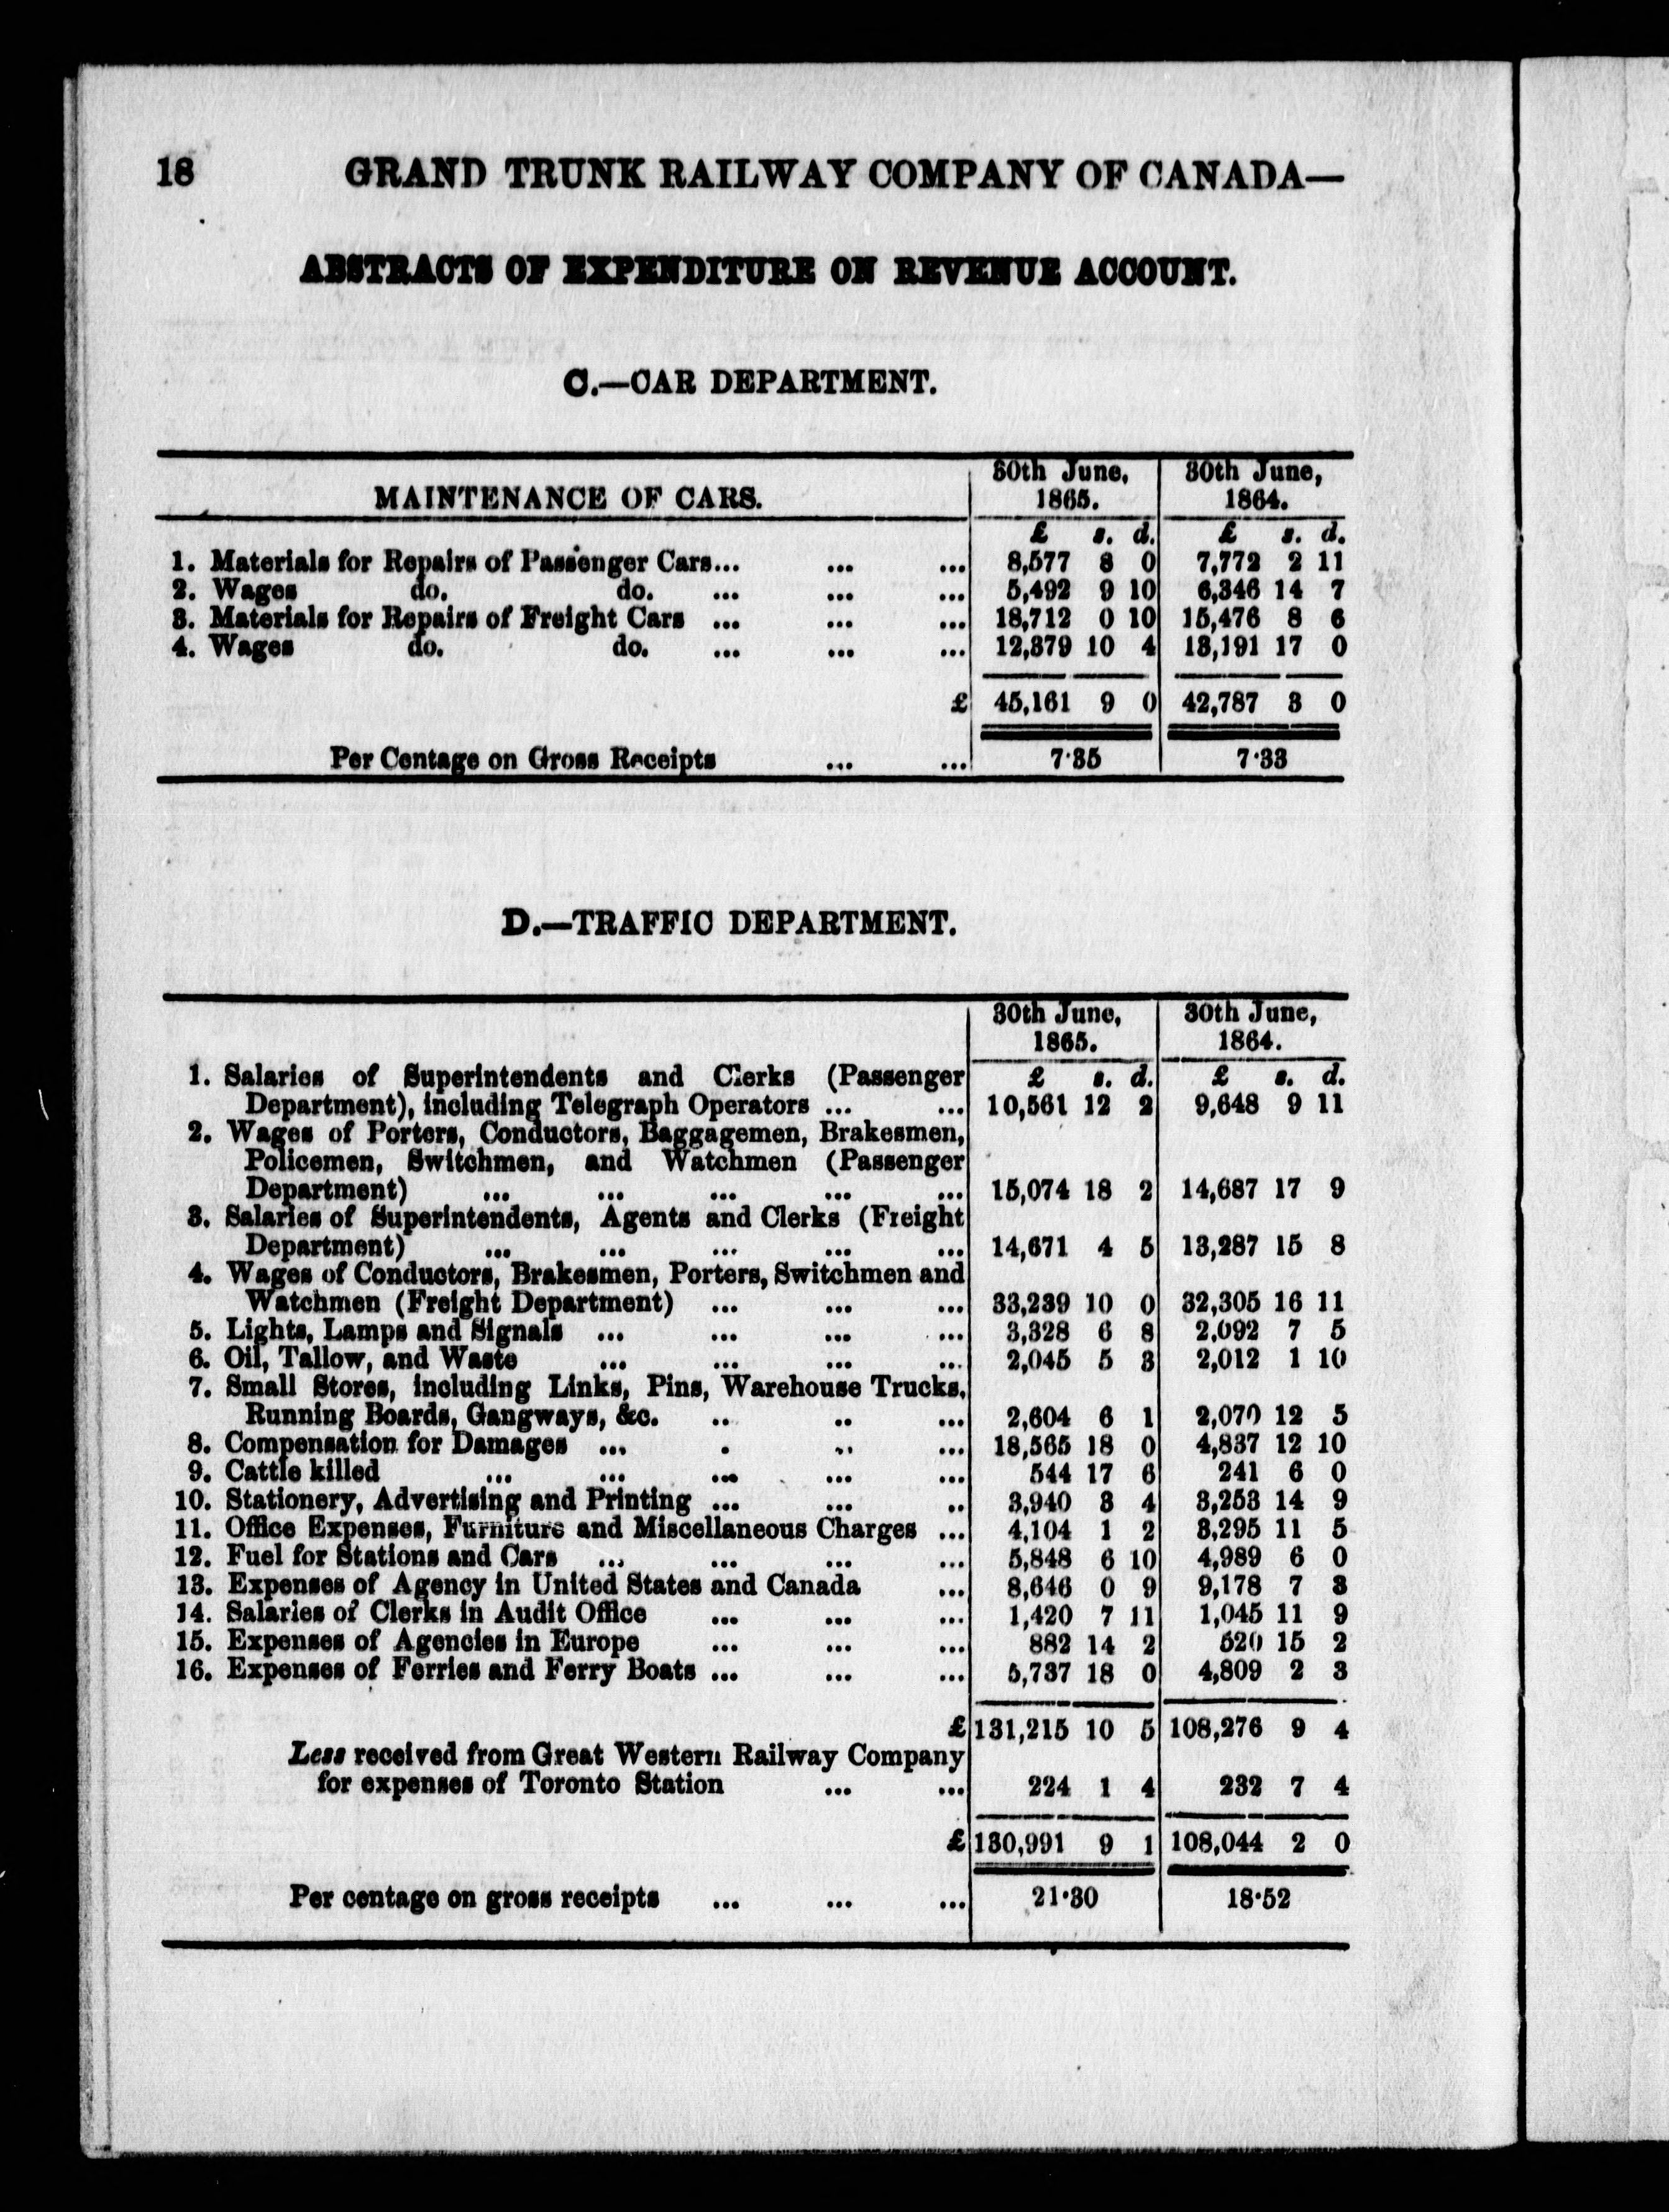 18 GRAND TRUNK RAILWAY COMPANY OF CANADA—
ABSTRACTS OF EXPENDITURE ON REVENUE ACCOUNT.
C.—CAR DEPARTMENT.
MAINTENANCE OF CARS. 30th June, 1865. 30th June, 1864.
£ s. d. £ s. d.
1. Materials for Repairs of Passenger Cars... ... ... 8,577 8 0 7,772 2 11
2. Wages do. do. ... ... ... 5,492 9 10 6,346 14 7
3. Materials for Repairs of Freight Cars ... ... ... 18,712 0 10 15,476 8 6
4. Wages do. do. ... ... ... 12,379 10 4 13,191 17 0
£ 45,161 9 0 42,787 3 0
Per Centage on Gross Receipts ... ... 7·35 7·33
D.—TRAFFIC DEPARTMENT.
30th June, 1865. 30th June, 1864.
£ s. d. £ s. d.
1. Salaries of Superintendents and Clerks (Passenger
Department), including Telegraph Operators ... ... 10,561 12 2 9,648 9 11
2. Wages of Porters, Conductors, Baggagemen, Brakesmen,
Policemen, Switchmen, and Watchmen (Passenger
Department) ... ... ... ... ... 15,074 18 2 14,687 17 9
3. Salaries of Superintendents, Agents and Clerks (Freight
Department) ... ... ... ... ... 14,671 4 5 13,287 15 8
4. Wages of Conductors, Brakesmen, Porters, Switchmen and
Watchmen (Freight Department) ... ... ... 33,239 10 0 32,305 16 11
5. Lights, Lamps and Signals ... ... ... ... 3,328 6 8 2,092 7 5
6. Oil, Tallow, and Waste ... ... ... ... 2,045 5 3 2,012 1 10
7. Small Stores, including Links, Pins, Warehouse Trucks,
Running Boards, Gangways, &c. .. .. ... 2,604 6 1 2,070 12 5
8. Compensation for Damages ... . .. ... 18,565 18 0 4,837 12 10
9. Cattle killed ... ... ... ... ... 544 17 6 241 6 0
10. Stationery, Advertising and Printing ... ... .. 3,940 3 4 3,253 14 9
11. Office Expenses, Furniture and Miscellaneous Charges ... 4,104 1 2 3,295 11 5
12. Fuel for Stations and Cars ... ... ... ... 5,848 6 10 4,989 6 0
13. Expenses of Agency in United States and Canada ... 8,646 0 9 9,178 7 3
14. Salaries of Clerks in Audit Office ... ... ... 1,420 7 11 1,045 11 9
15. Expenses of Agencies in Europe ... ... ... 882 14 2 520 15 2
16. Expenses of Ferries and Ferry Boats ... ... ... 5,737 18 0 4,809 2 3
£ 131,215 10 5 108,276 9 4
Less received from Great Western Railway Company
for expenses of Toronto Station ... ... 224 1 4 232 7 4
£ 130,991 9 1 108,044 2 0
Per centage on gross receipts ... ... ... 21·30 18·52